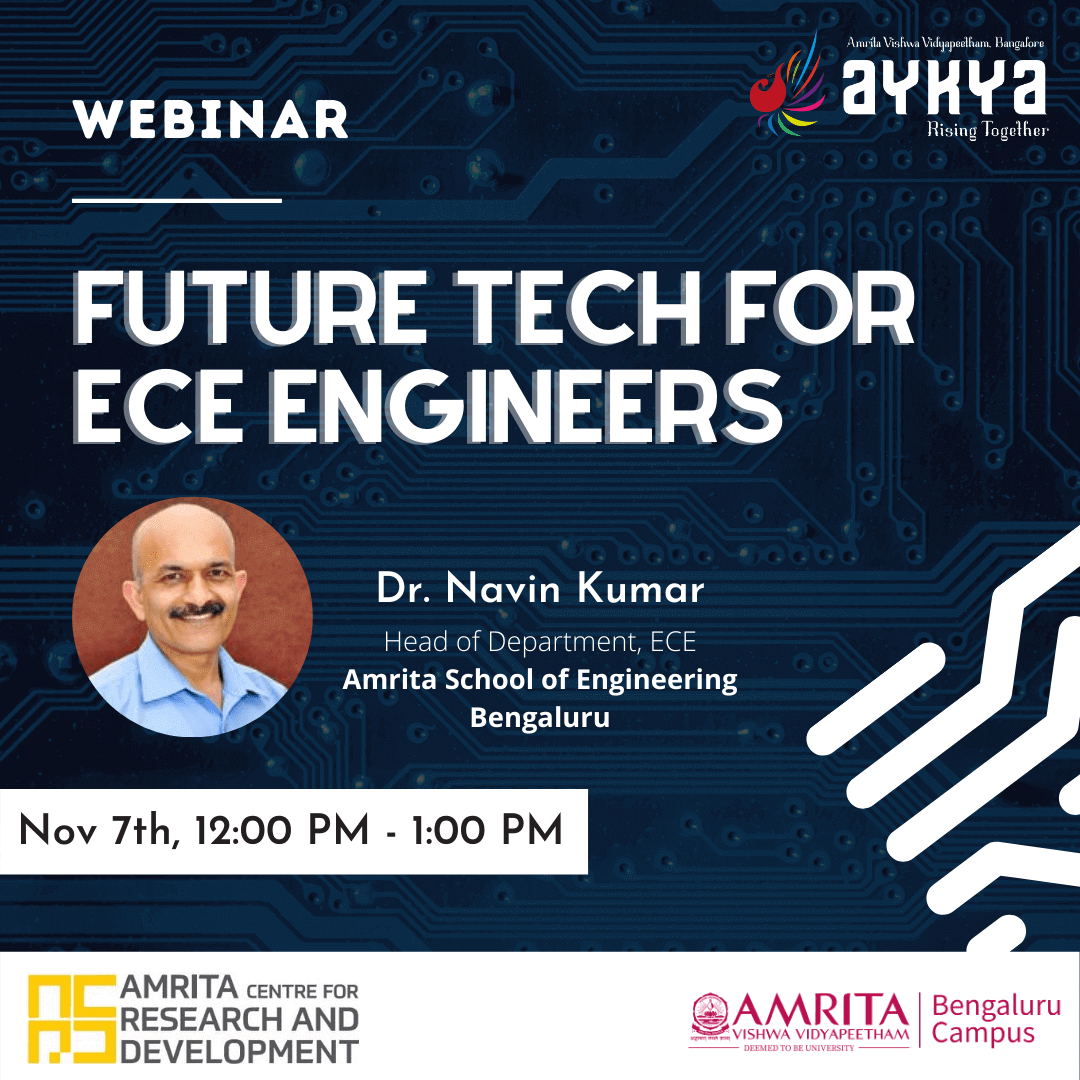 Amrita Vishwa Vidyapeetham, Bangalore
AYKYA
Rising Together
WEBINAR
FUTURE TECH FOR
ECE ENGINEERS
Dr. Navin Kumar
Head of Department, ECE
Amrita School of Engineering
Bengaluru
Nov 7th, 12:00 PM - 1:00 PM
AMRITA CENTRE FOR
RESEARCH AND
DEVELOPMENT
AMRITA
VISHWA VIDYAPEETHAM
DEEMED TO BE UNIVERSITY
Bengaluru
Campus